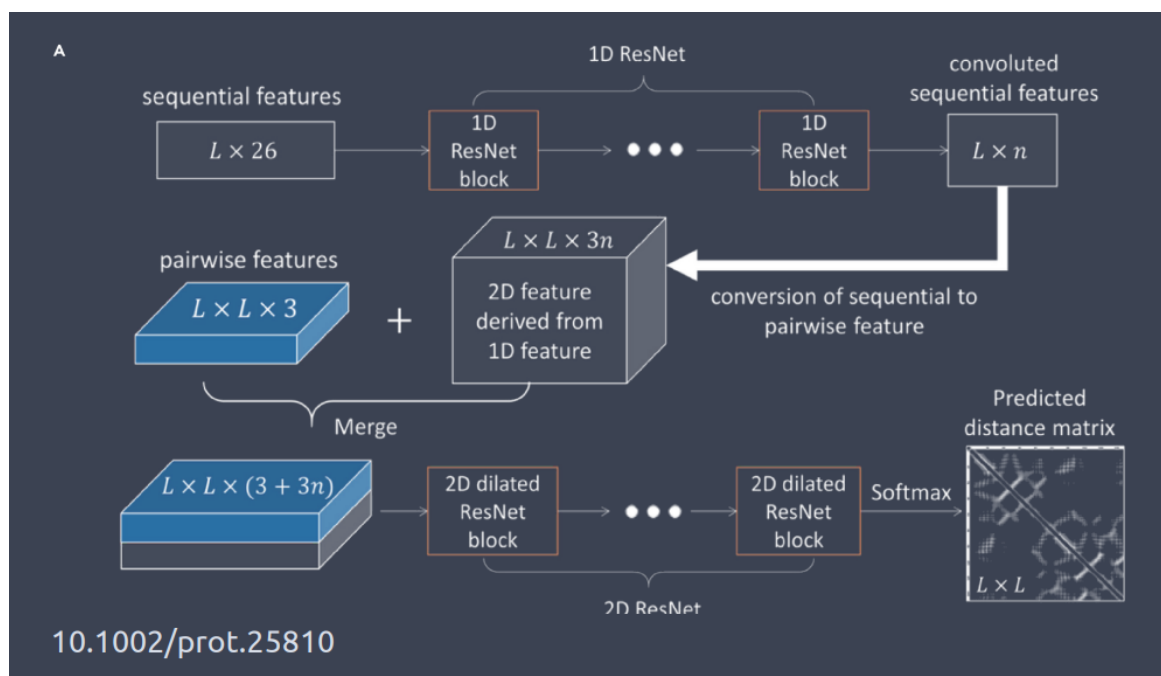 A
1D ResNet
sequential features
L × 26
1D
ResNet
block
1D
ResNet
block
convoluted
sequential features
L × n
pairwise features
L × L × 3
+
L × L × 3n
2D feature
derived from
1D feature
conversion of sequential to
pairwise feature
Merge
L × L × (3 + 3n)
2D dilated
ResNet
block
2D dilated
ResNet
block
Softmax
Predicted
distance matrix
L × L
2D ResNet
10.1002/prot.25810